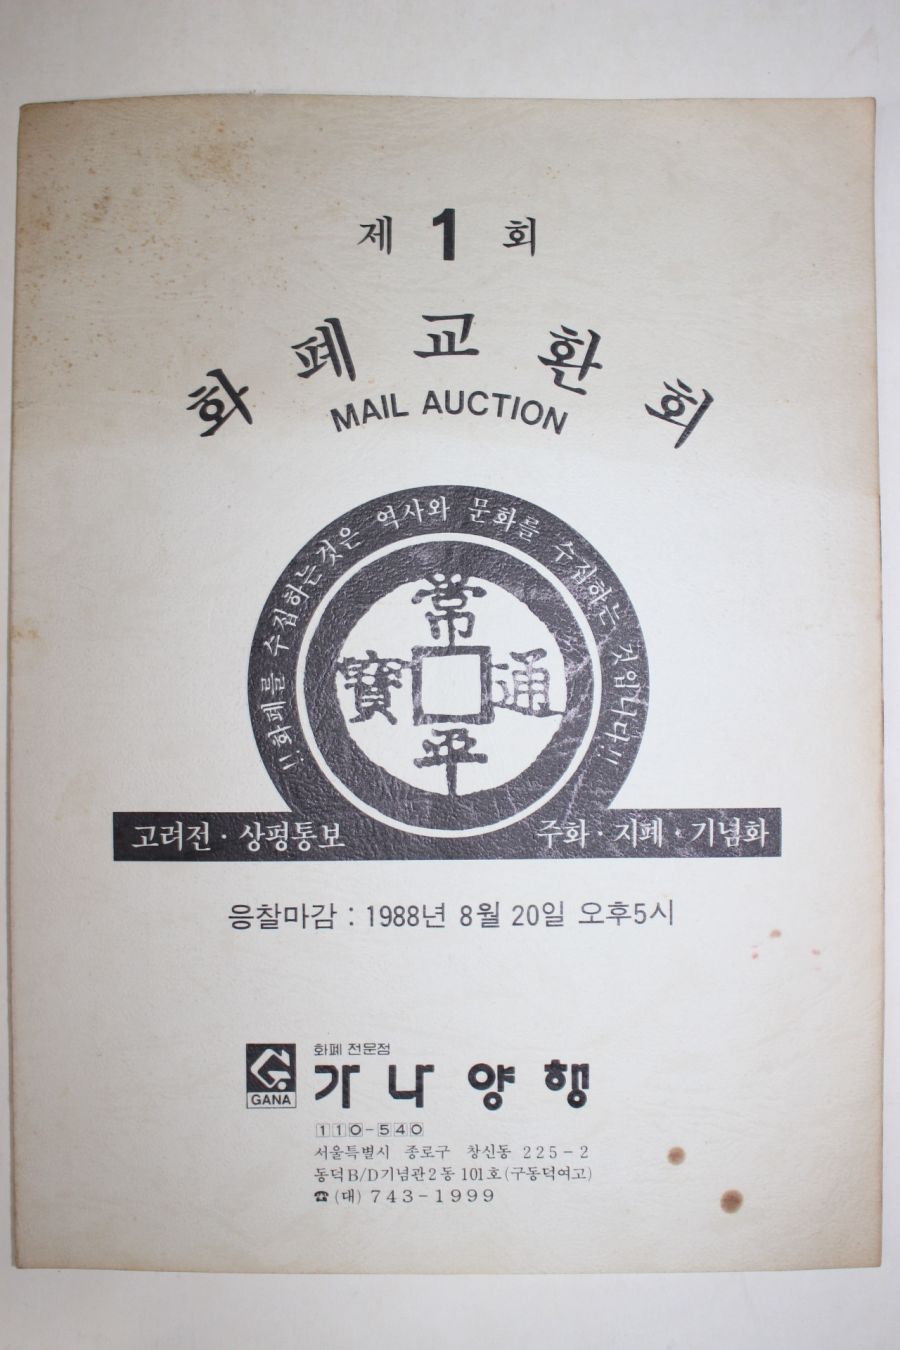 제 1 회
화폐교환회
MAIL AUCTION
!!화폐를 수집하는것은 역사와 문화를 수집하는 것입니다!!
常
寶 通
平
고려전·상평통보 주화·지폐·기념화
응찰마감 : 1988년 8월 20일 오후5시
화폐 전문점
GANA 가나양행
110-540
서울특별시 종로구 창신동 225-2
동덕B/D기념관2동 101호(구동덕여고)
☎(대) 743-1999